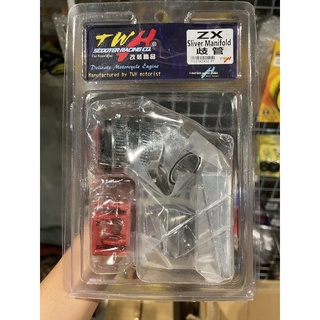 TWH
SCOOTER RACING CO.
改裝精品
Delicate Motorcycle Engine
Manufactured by TWH motorist
ZX
Sliver Manifold
歧管